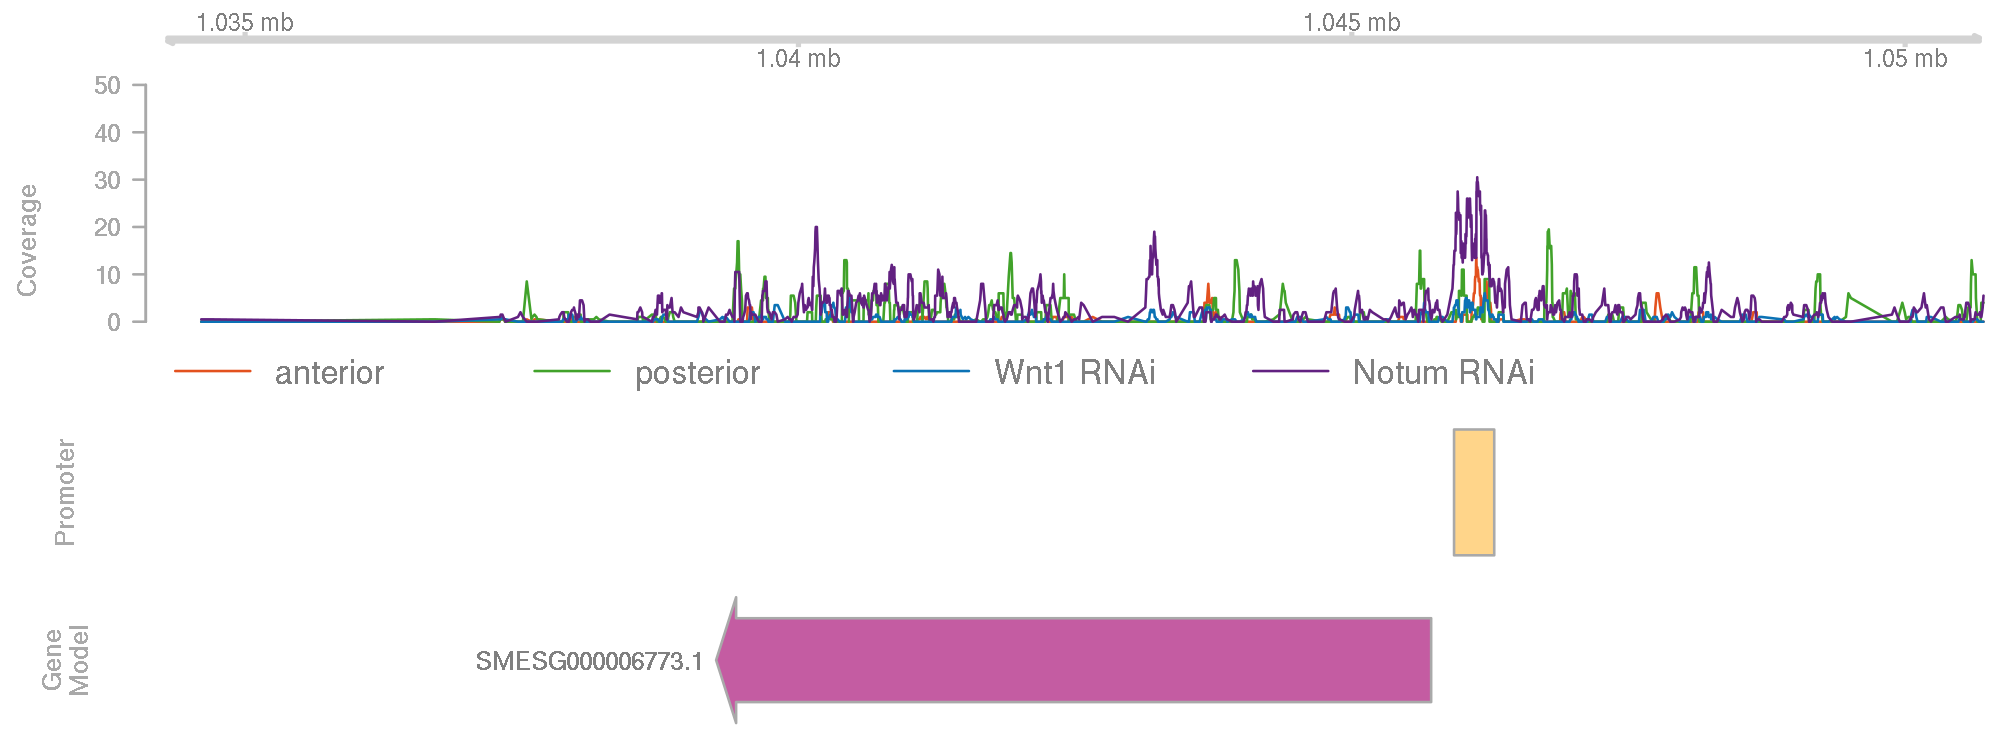 1.035 mb
1.045 mb
1.04 mb
1.05 mb
50
40
30
20
10
0
Coverage
anterior posterior Wnt1 RNAi Notum RNAi
Promoter
Gene
Model
SMESG000006773.1